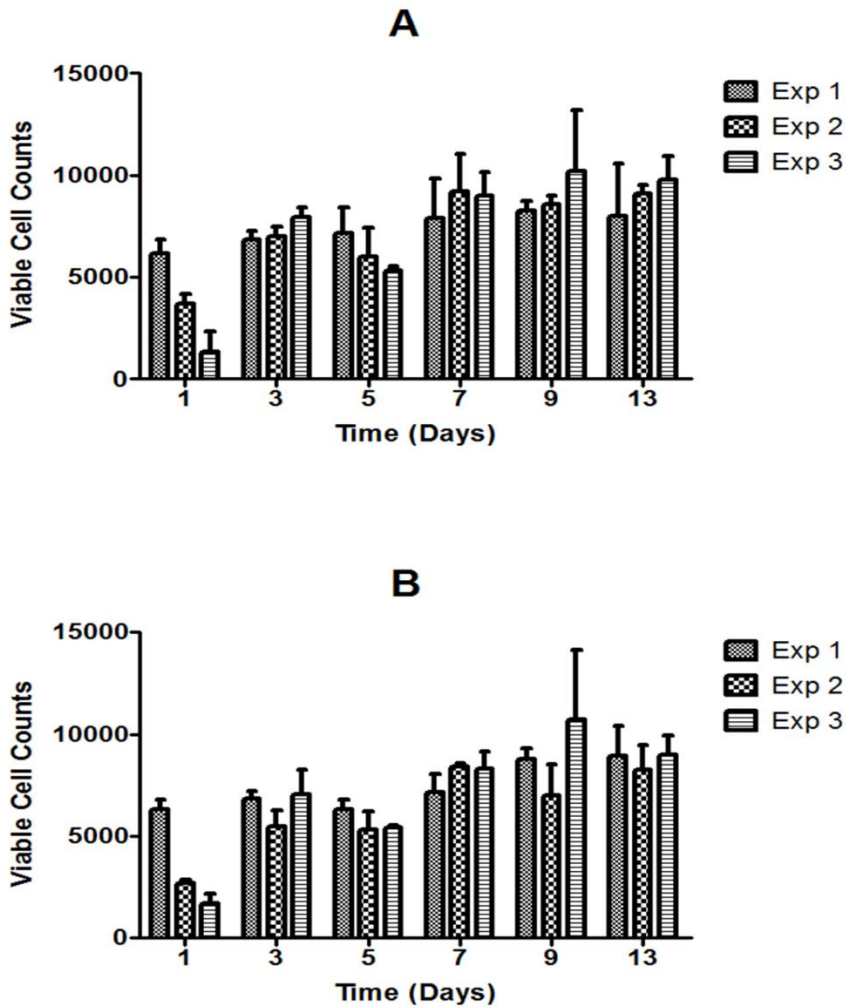 A
15000
10000
5000
0
Viable Cell Counts
1 3 5 7 9 13
Time (Days)
Exp 1
Exp 2
Exp 3
B
15000
10000
5000
0
Viable Cell Counts
1 3 5 7 9 13
Time (Days)
Exp 1
Exp 2
Exp 3